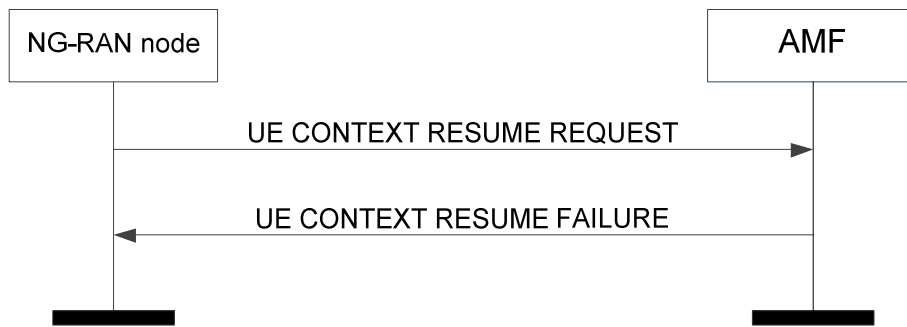 NG-RAN node
AMF
UE CONTEXT RESUME REQUEST
UE CONTEXT RESUME FAILURE